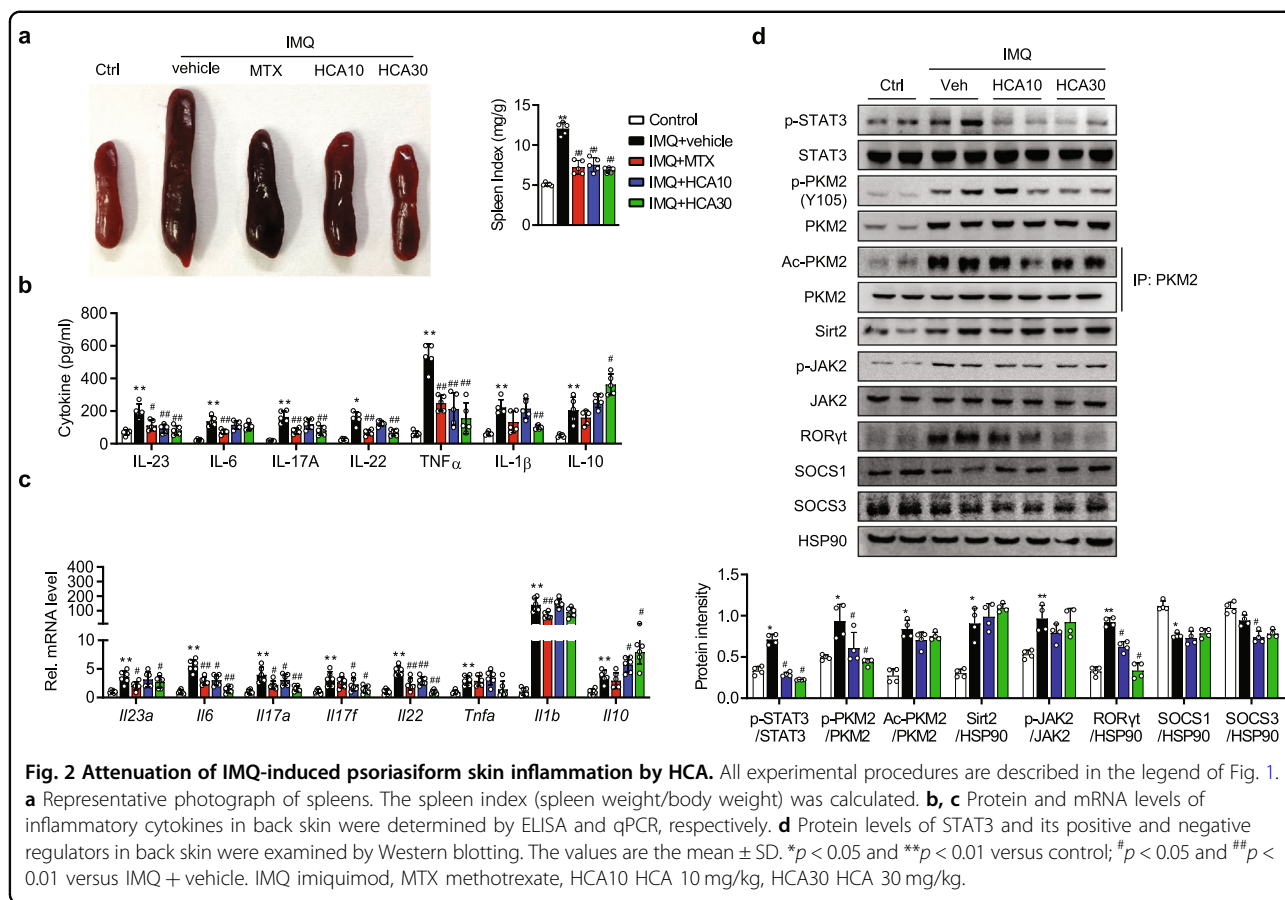 a
IMQ
Ctrl
vehicle
MTX
HCA10
HCA30
Spleen Index (mg/g)
15
10
5
0
**
##
##
##
Control
IMQ+vehicle
IMQ+MTX
IMQ+HCA10
IMQ+HCA30
b
Cytokine (pg/ml)
800
600
400
200
0
** # ## ##
** ##
** ## ##
* ## ##
** ## ## ##
** ##
** #
IL-23 IL-6 IL-17A IL-22 TNFα IL-1β IL-10
c
Rel. mRNA level
400
300
200
100
10
5
0
** # #
** ## # ##
** # # ##
** # #
** ## ## ##
**
** ##
** # #
Il23a Il6 Il17a Il17f Il22 Tnfa Il1b Il10
d
IMQ
Ctrl Veh HCA10 HCA30
p-STAT3
STAT3
p-PKM2
(Y105)
PKM2
Ac-PKM2
PKM2
IP: PKM2
Sirt2
p-JAK2
JAK2
RORγt
SOCS1
SOCS3
HSP90
Protein intensity
1.5
1.0
0.5
0.0
* # #
* # #
*
*
**
** # #
*
#
p-STAT3 p-PKM2 Ac-PKM2 Sirt2 p-JAK2 RORγt SOCS1 SOCS3
/STAT3 /PKM2 /PKM2 /HSP90 /JAK2 /HSP90 /HSP90 /HSP90
Fig. 2 Attenuation of IMQ-induced psoriasiform skin inflammation by HCA. All experimental procedures are described in the legend of Fig. 1.
a Representative photograph of spleens. The spleen index (spleen weight/body weight) was calculated. b, c Protein and mRNA levels of
inflammatory cytokines in back skin were determined by ELISA and qPCR, respectively. d Protein levels of STAT3 and its positive and negative
regulators in back skin were examined by Western blotting. The values are the mean ± SD. *p < 0.05 and **p < 0.01 versus control; #p < 0.05 and ##p <
0.01 versus IMQ + vehicle. IMQ imiquimod, MTX methotrexate, HCA10 HCA 10 mg/kg, HCA30 HCA 30 mg/kg.